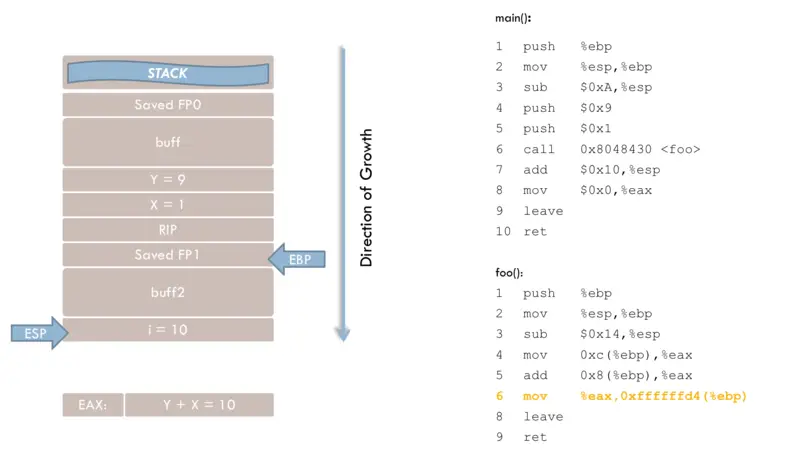 STACK
Saved FP0
buff
Y = 9
X = 1
RIP
Saved FP1
EBP
buff2
ESP
i = 10
EAX:
Y + X = 10
Direction of Growth
main():
1 push %ebp
2 mov %esp,%ebp
3 sub $0xA,%esp
4 push $0x9
5 push $0x1
6 call 0x8048430 <foo>
7 add $0x10,%esp
8 mov $0x0,%eax
9 leave
10 ret
foo():
1 push %ebp
2 mov %esp,%ebp
3 sub $0x14,%esp
4 mov 0xc(%ebp),%eax
5 add 0x8(%ebp),%eax
6 mov %eax,0xffffffd4(%ebp)
8 leave
9 ret